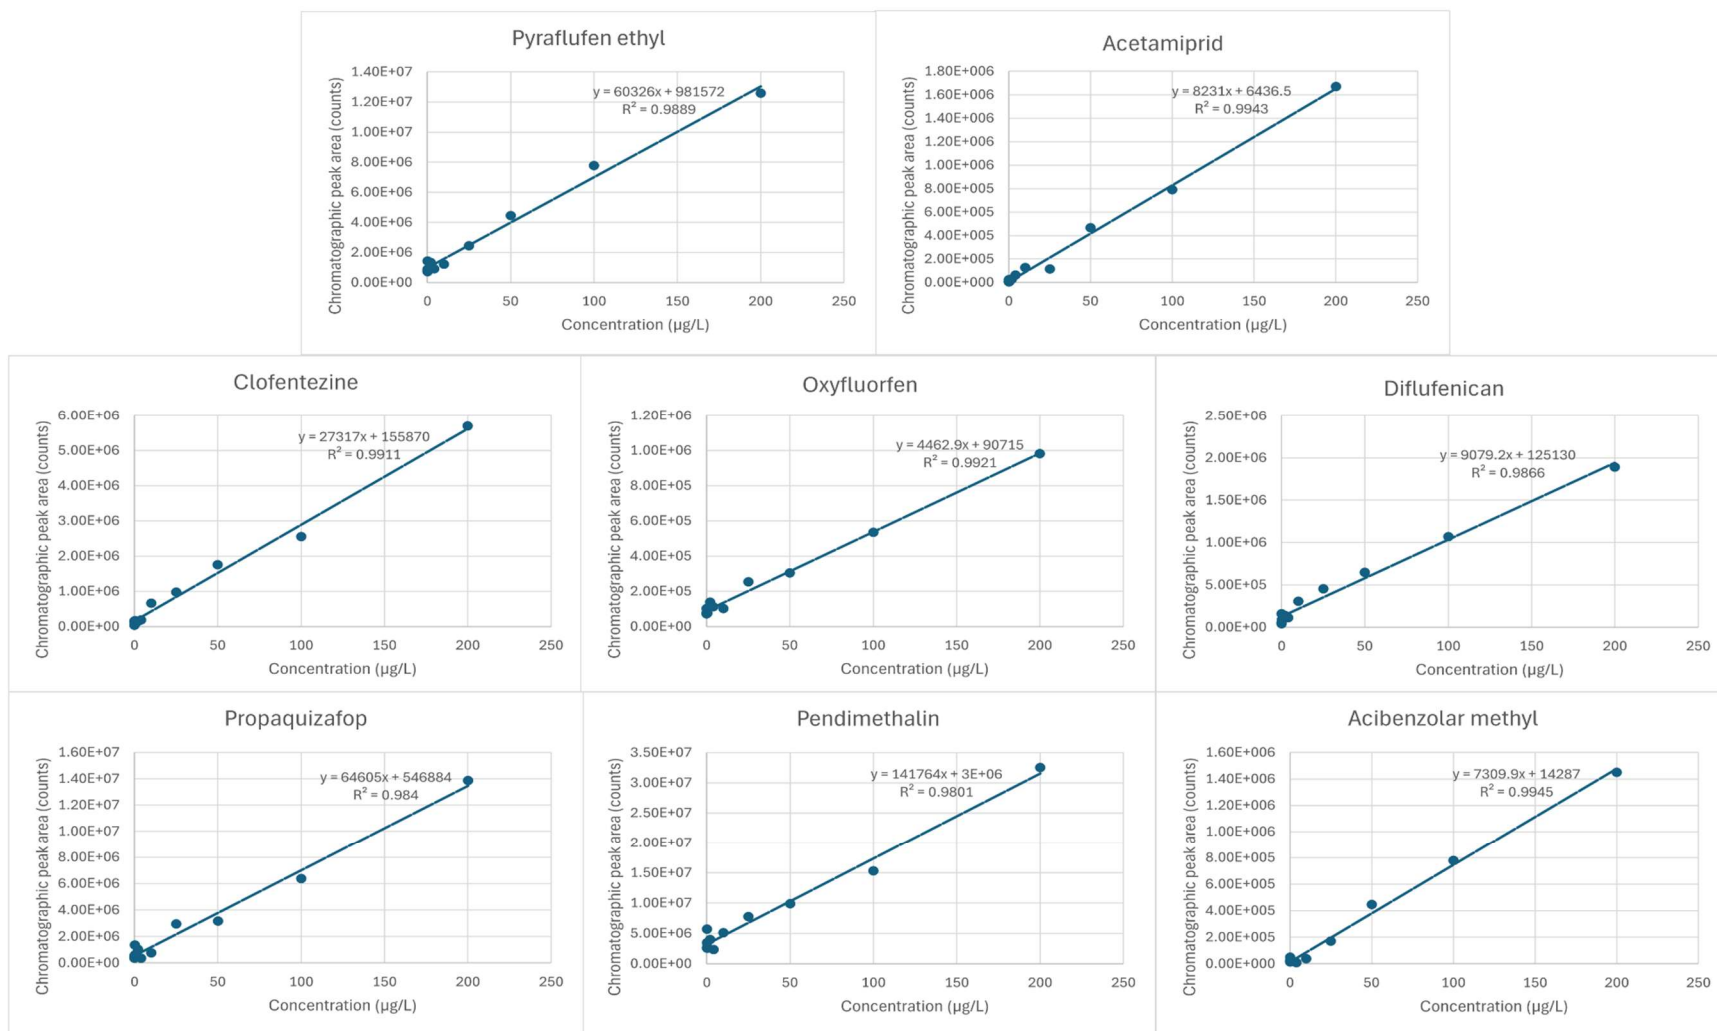 Pyraflufen ethyl
Chromatographic peak area (counts)
1.40E+07
1.20E+07
1.00E+07
8.00E+06
6.00E+06
4.00E+06
2.00E+06
0.00E+00
y = 60326x + 981572
R² = 0.9889
0 50 100 150 200 250
Concentration (µg/L)
Acetamiprid
Chromatographic peak area (counts)
1.80E+006
1.60E+006
1.40E+006
1.20E+006
1.00E+006
8.00E+005
6.00E+005
4.00E+005
2.00E+005
0.00E+000
y = 8231x + 6436.5
R² = 0.9943
0 50 100 150 200 250
Concentration (µg/L)
Clofentezine
Chromatographic peak area (counts)
6.00E+06
5.00E+06
4.00E+06
3.00E+06
2.00E+06
1.00E+06
0.00E+00
y = 27317x + 155870
R² = 0.9911
0 50 100 150 200 250
Concentration (µg/L)
Oxyfluorfen
Chromatographic peak area (counts)
1.20E+06
1.00E+06
8.00E+05
6.00E+05
4.00E+05
2.00E+05
0.00E+00
y = 4462.9x + 90715
R² = 0.9921
0 50 100 150 200 250
Concentration (µg/L)
Diflufenican
Chromatographic peak area (counts)
2.50E+06
2.00E+06
1.50E+06
1.00E+06
5.00E+05
0.00E+00
y = 9079.2x + 125130
R² = 0.9866
0 50 100 150 200 250
Concentration (µg/L)
Propaquizafop
Chromatographic peak area (counts)
1.60E+07
1.40E+07
1.20E+07
1.00E+07
8.00E+06
6.00E+06
4.00E+06
2.00E+06
0.00E+00
y = 64605x + 546884
R² = 0.984
0 50 100 150 200 250
Concentration (µg/L)
Pendimethalin
Chromatographic peak area (counts)
3.50E+07
3.00E+07
2.50E+07
2.00E+07
1.50E+07
1.00E+07
5.00E+06
0.00E+00
y = 141764x + 3E+06
R² = 0.9801
0 50 100 150 200 250
Concentration (µg/L)
Acibenzolar methyl
Chromatographic peak area (counts)
1.60E+006
1.40E+006
1.20E+006
1.00E+006
8.00E+005
6.00E+005
4.00E+005
2.00E+005
0.00E+000
y = 7309.9x + 14287
R² = 0.9945
0 50 100 150 200 250
Concentration (µg/L)